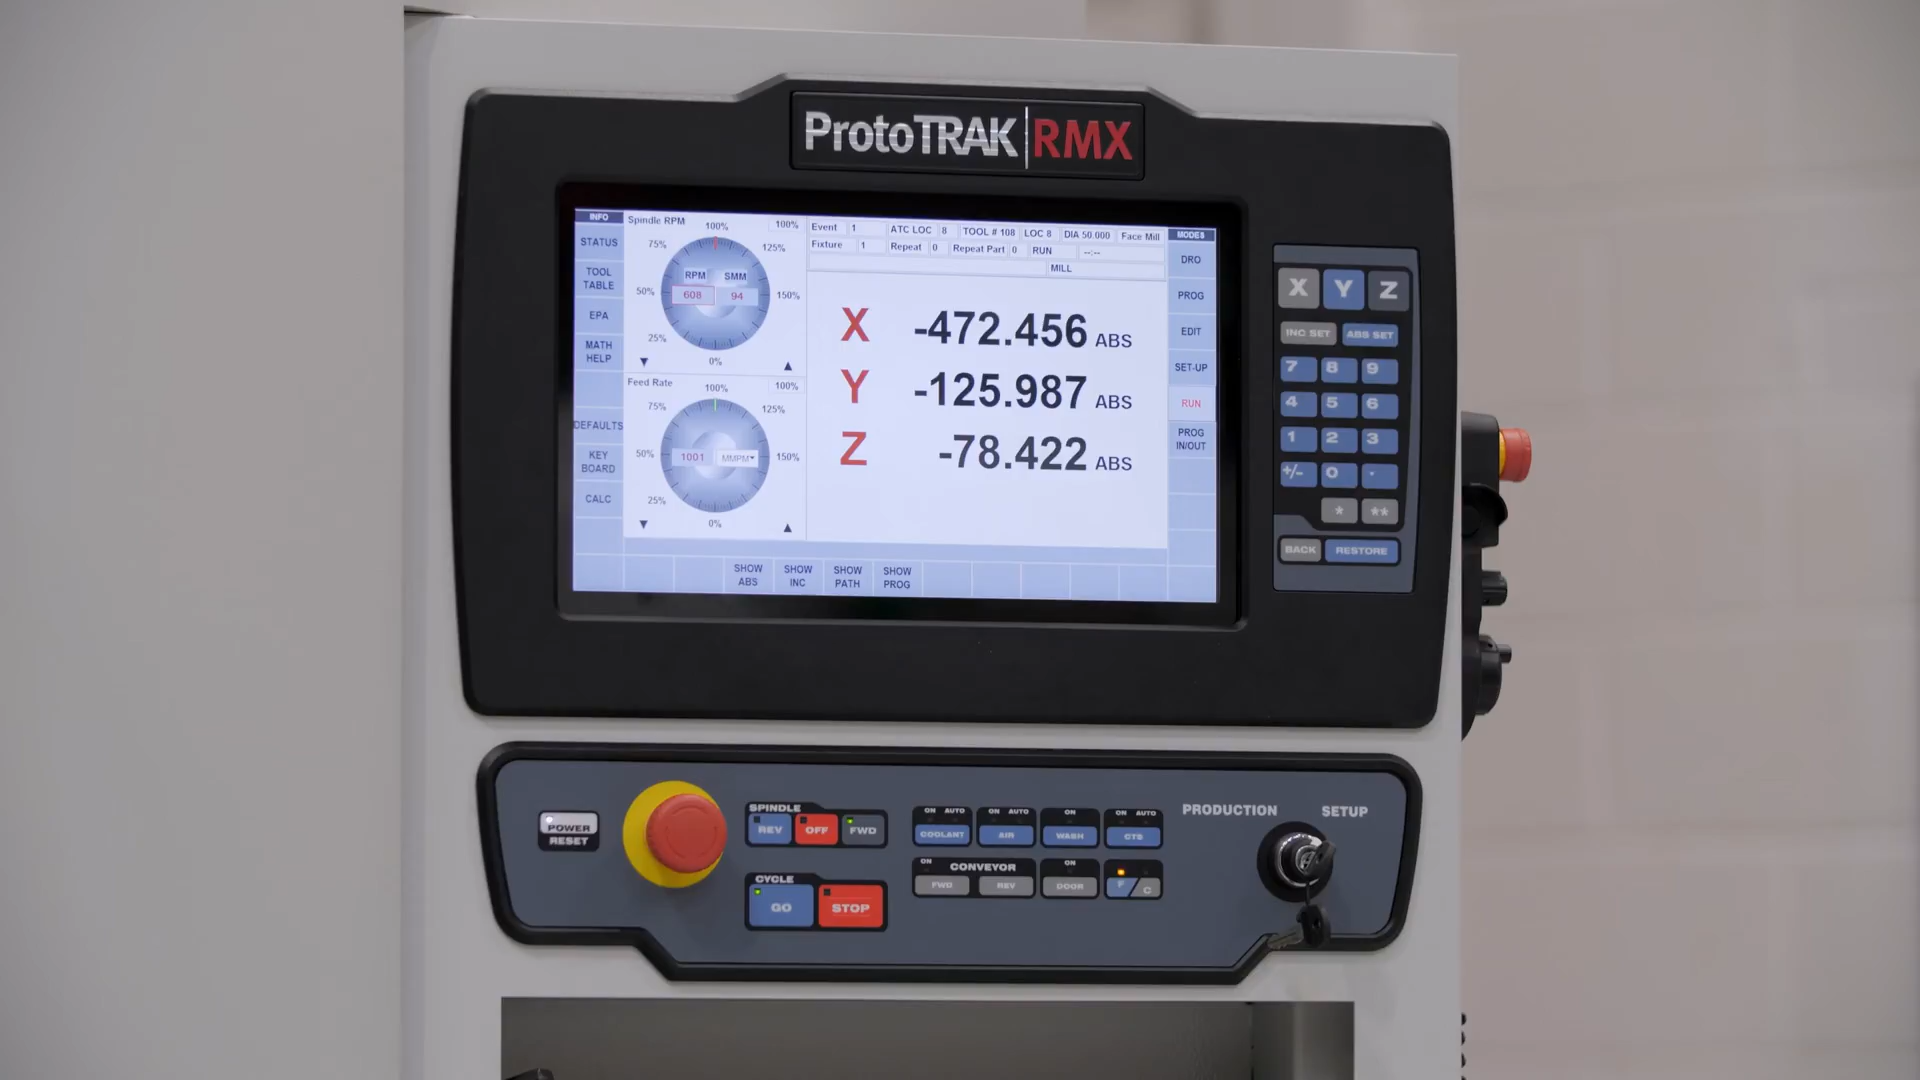 ProtoTRAK RMX
INFO
STATUS
TOOL
TABLE
EPA
MATH
HELP
DEFAULTS
KEY
BOARD
CALC
Spindle RPM
100%
100%
75%
125%
RPM SMM
608 94
50%
150%
25%
0%
Feed Rate
100%
100%
75%
125%
1001 MMPM
50%
150%
25%
0%
Event 1 ATC LOC 8 TOOL # 108 LOC 8 DIA 50.000 Face Mill
Fixture 1 Repeat 0 Repeat Part 0 RUN --:--
MILL
X -472.456 ABS
Y -125.987 ABS
Z -78.422 ABS
MODES
DRO
PROG
EDIT
SET-UP
RUN
PROG
IN/OUT
SHOW
ABS
SHOW
INC
SHOW
PATH
SHOW
PROG
X Y Z
INC SET ABS SET
7 8 9
4 5 6
1 2 3
+/- 0 .
* **
BACK RESTORE
POWER
RESET
SPINDLE
REV OFF FWD
CYCLE
GO STOP
ON AUTO ON AUTO ON ON AUTO
COOLANT AIR WASH CTS
ON CONVEYOR ON
FWD REV DOOR F/C
PRODUCTION SETUP